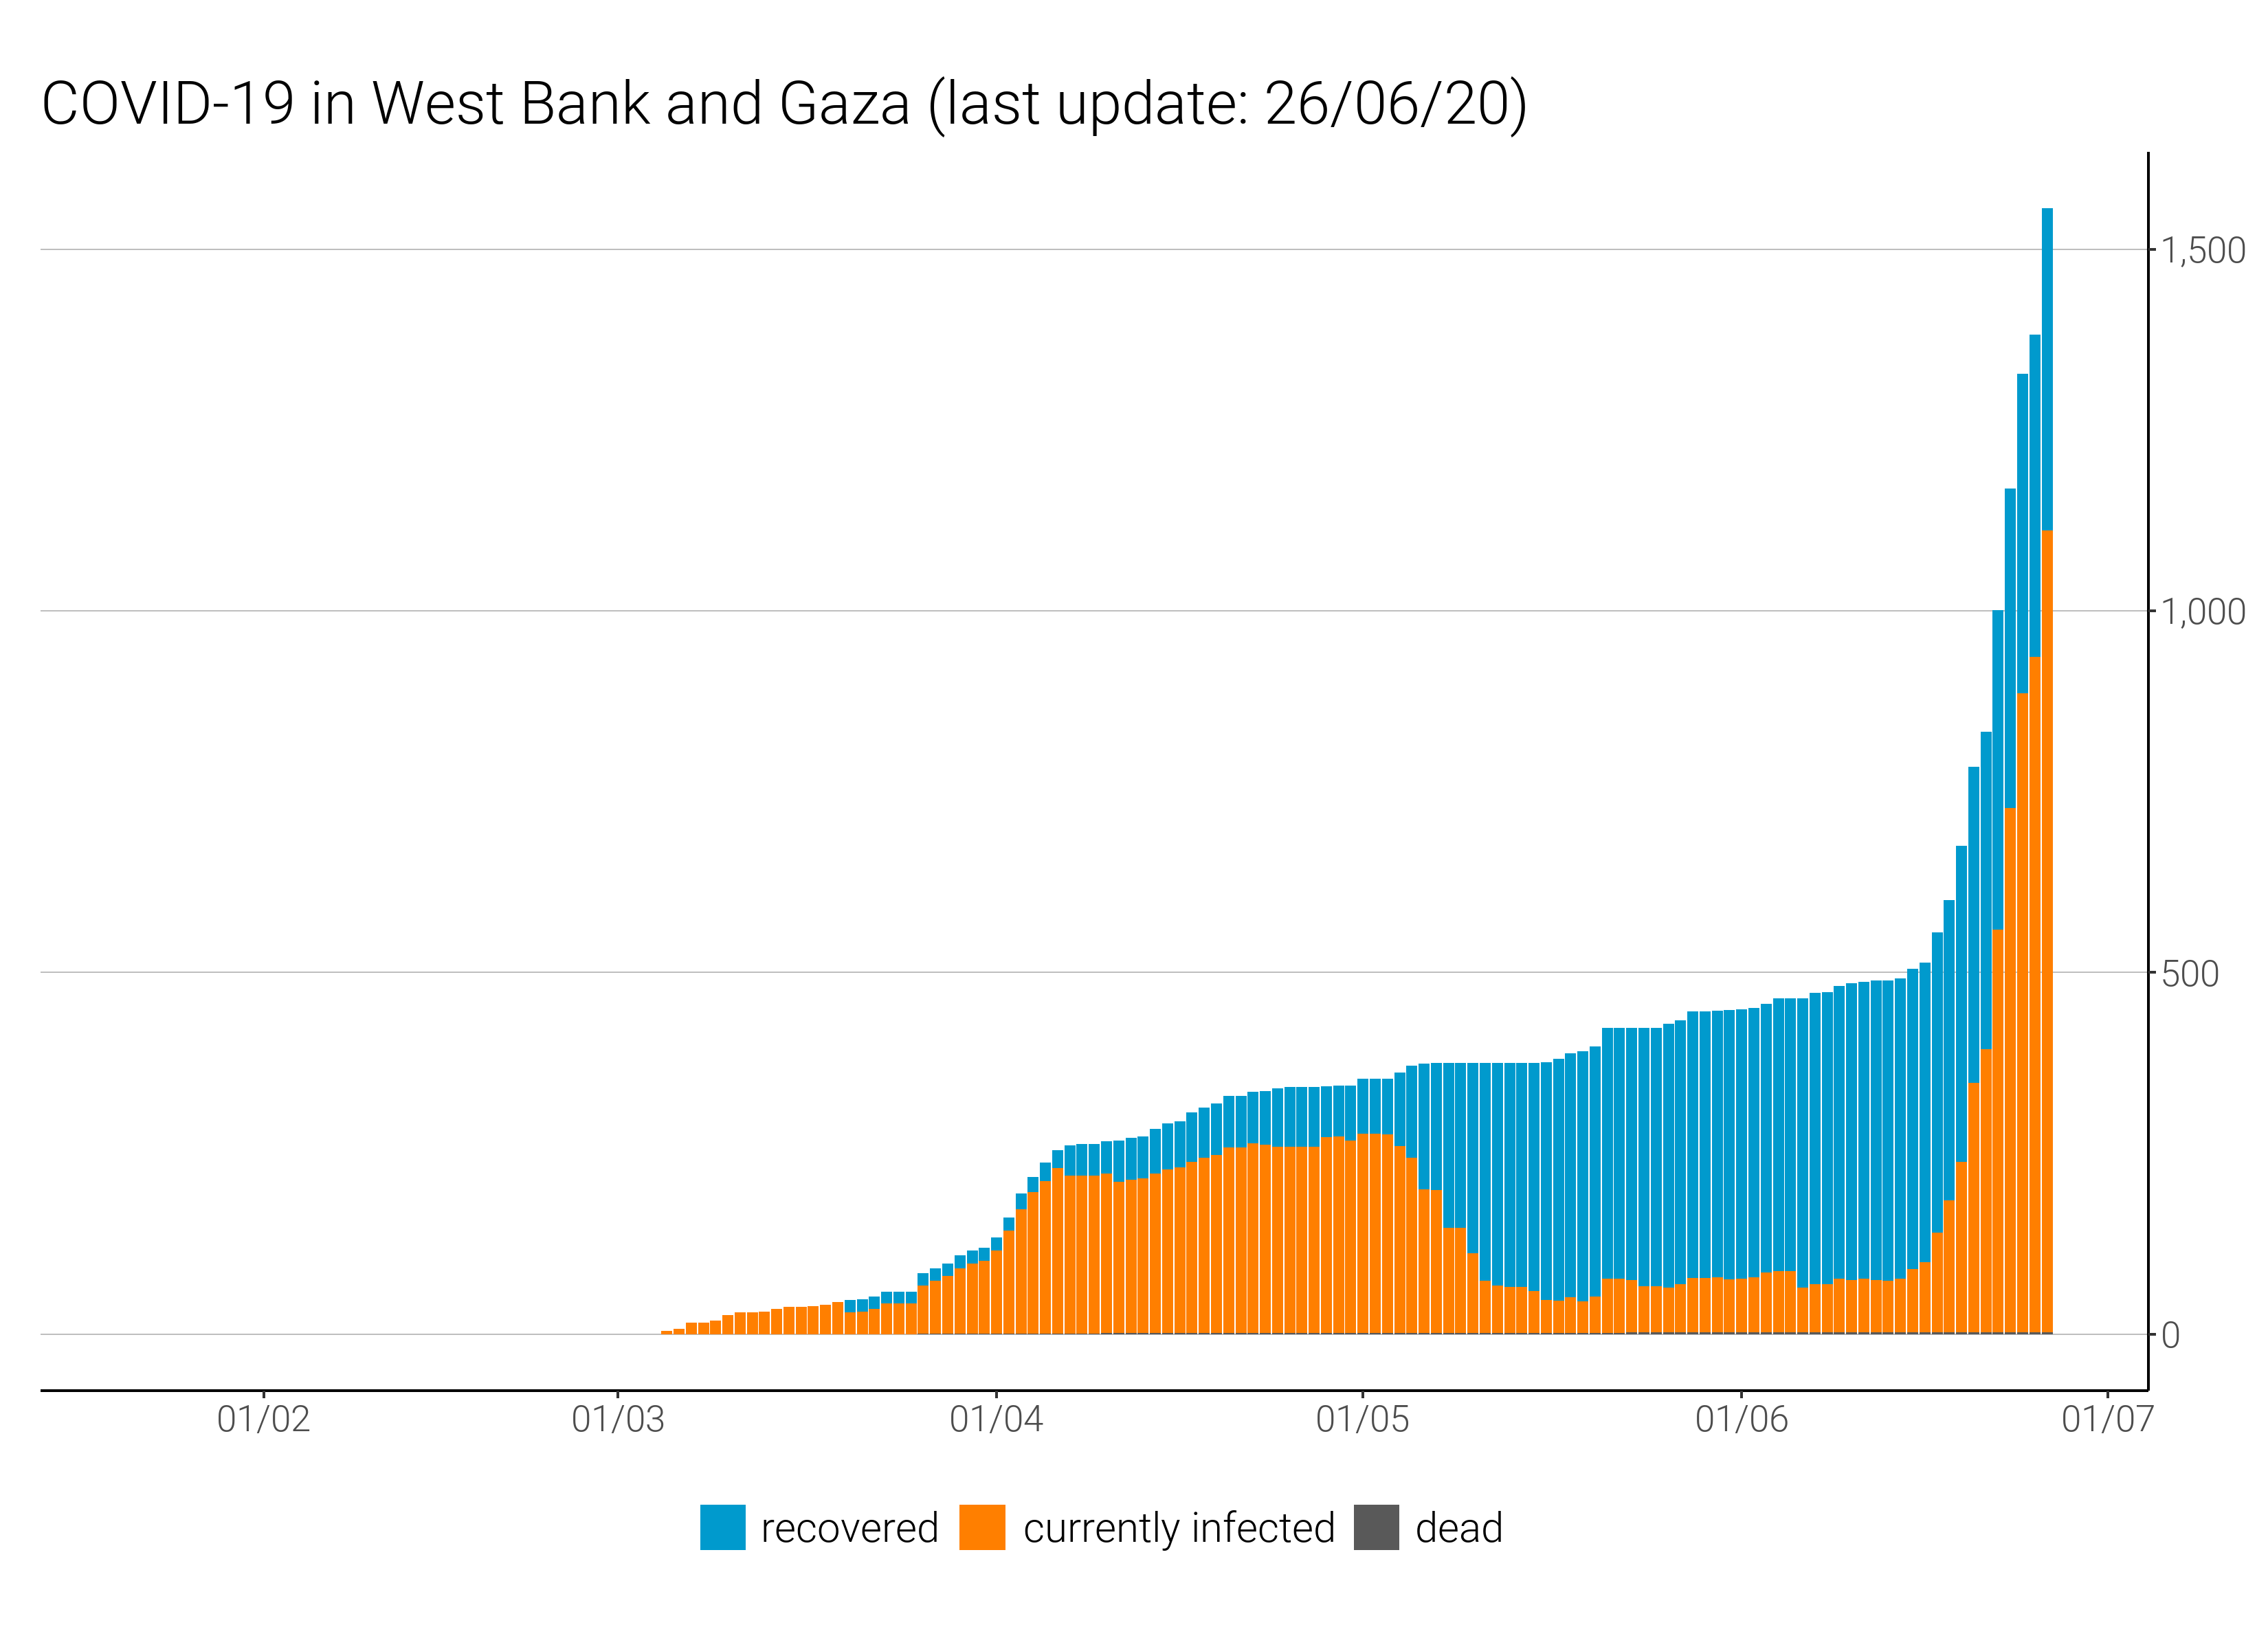 COVID-19 in West Bank and Gaza (last update: 26/06/20)
1,500
1,000
500
0
01/02 01/03 01/04 01/05 01/06 01/07
recovered currently infected dead